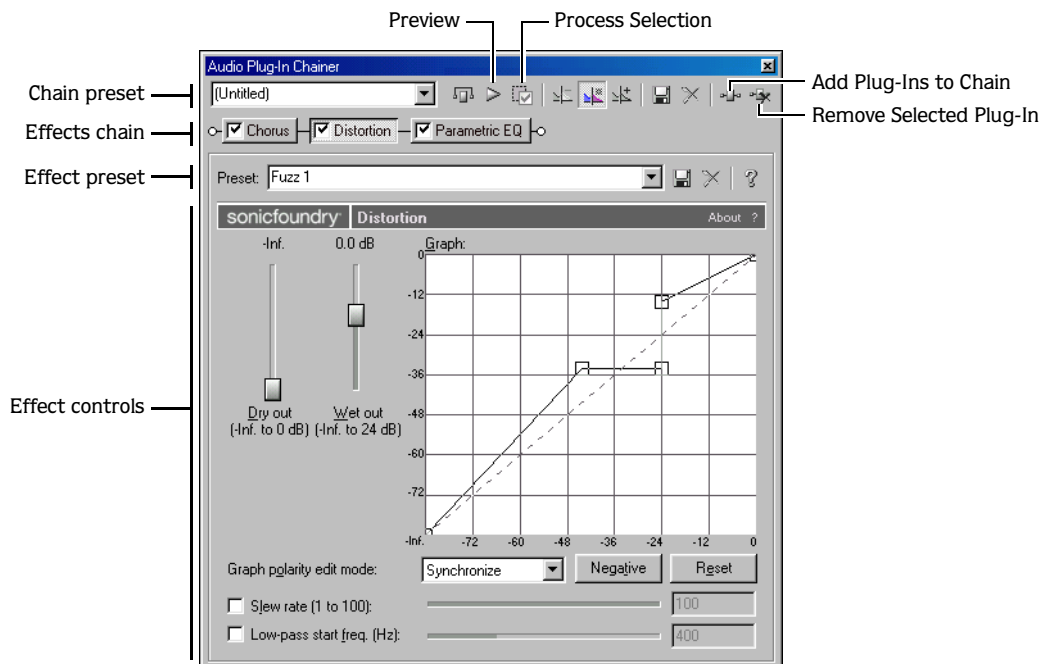 Preview
Process Selection
Audio Plug-In Chainer
Chain preset
(Untitled)
Add Plug-Ins to Chain
Remove Selected Plug-In
Effects chain
Chorus
Distortion
Parametric EQ
Effect preset
Preset: Fuzz 1
sonicfoundry Distortion About ?
-Inf. 0.0 dB Graph:
0
-12
-24
-36
-48
-60
-72
-Inf. -72 -60 -48 -36 -24 -12 0
Effect controls
Dry out Wet out
(-Inf. to 0 dB) (-Inf. to 24 dB)
Graph polarity edit mode: Synchronize Negative Reset
Slew rate (1 to 100): 100
Low-pass start freq. (Hz): 400